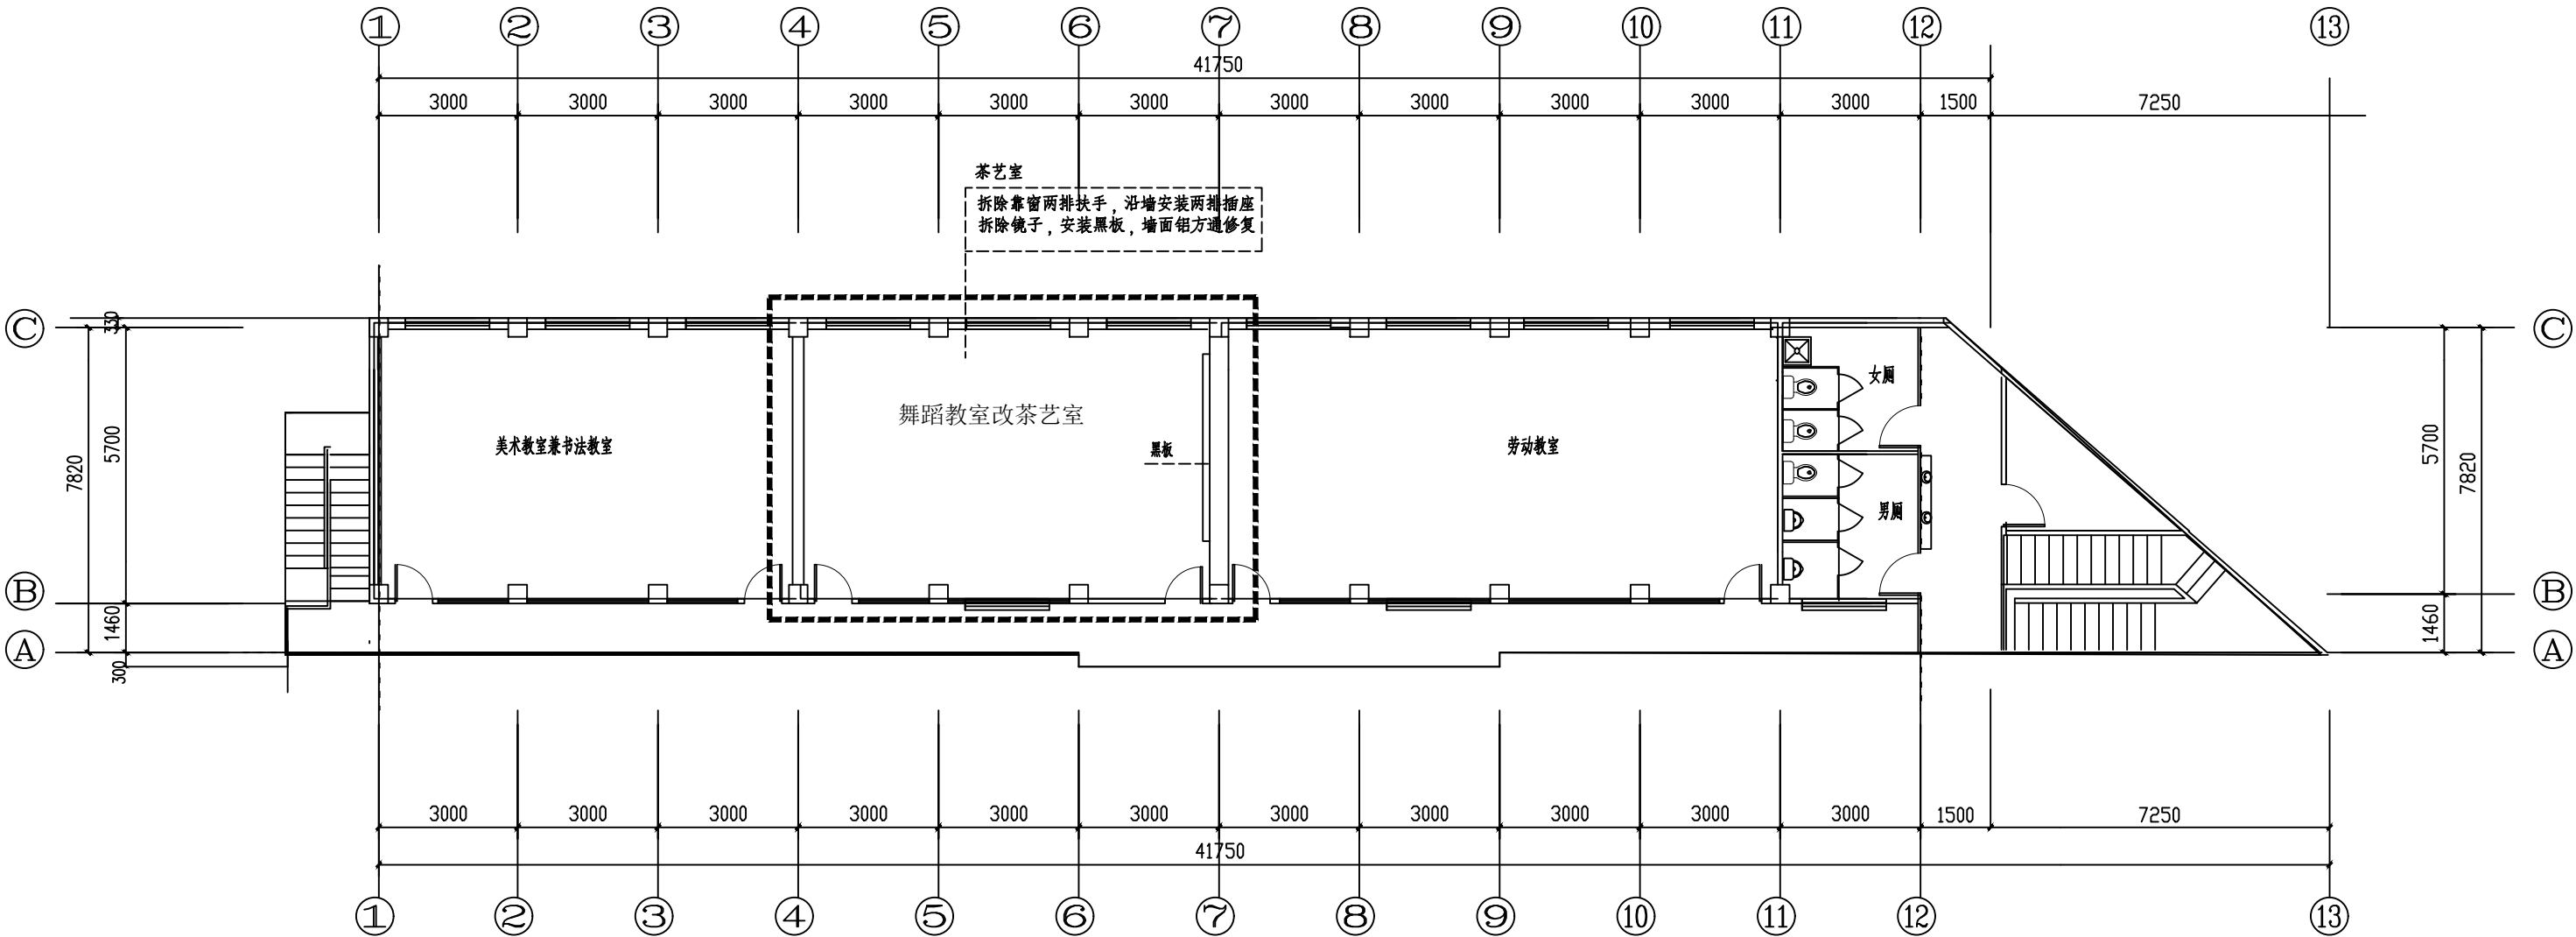 1 2 3 4 5 6 7 8 9 10 11 12 13
41750
3000 3000 3000 3000 3000 3000 3000 3000 3000 3000 3000 1500 7250
茶艺室
拆除靠窗两排扶手，沿墙安装两排插座
拆除镜子，安装黑板，墙面铝方通修复
C 330 C
女厕
舞蹈教室改茶艺室
美术教室兼书法教室 黑板 劳动教室
7820 5700 5700 7820
男厕
B B
1460 1460
A A
300
3000 3000 3000 3000 3000 3000 3000 3000 3000 3000 3000 1500 7250
41750
1 2 3 4 5 6 7 8 9 10 11 12 13